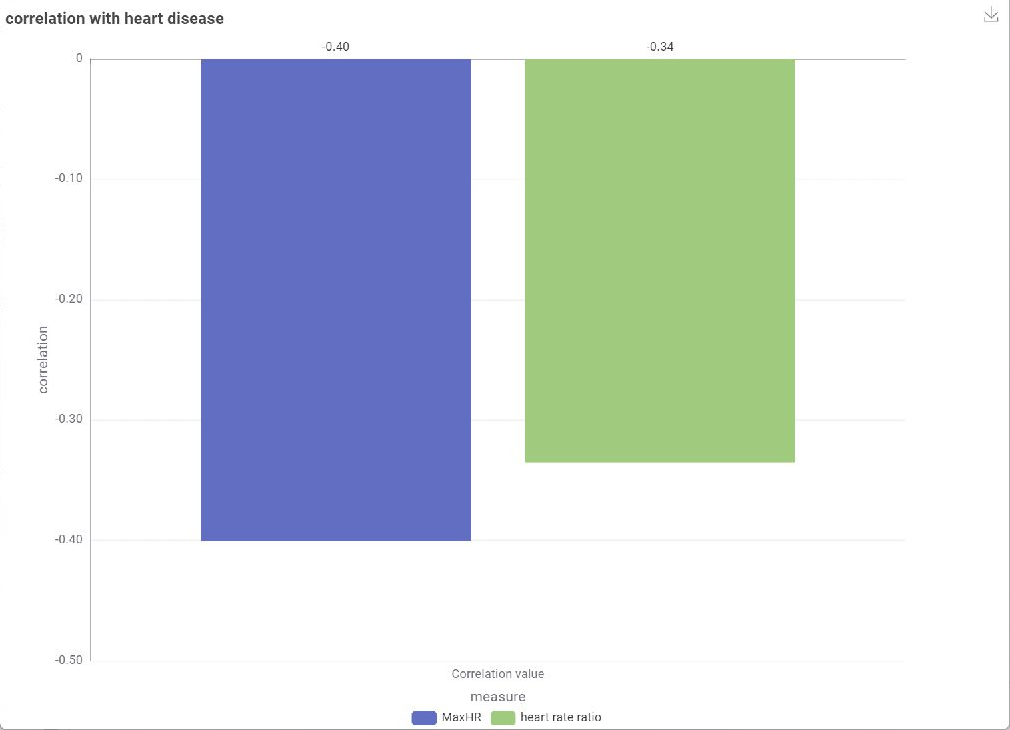 correlation with heart disease
-0.40 -0.34
0
-0.10
-0.20
-0.30
-0.40
-0.50
correlation
Correlation value
measure
MaxHR heart rate ratio